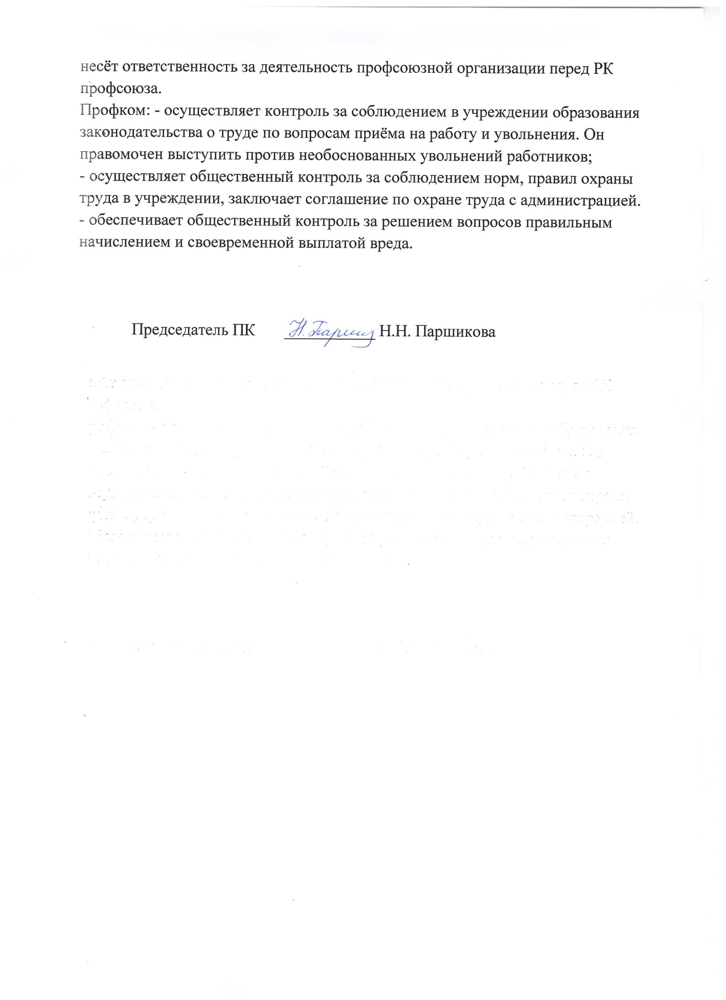 несёт ответственность за деятельность профсоюзной организации перед РК
профсоюза.
Профком: - осуществляет контроль за соблюдением в учреждении образования
законодательства о труде по вопросам приёма на работу и увольнения. Он
правомочен выступить против необоснованных увольнений работников;
- осуществляет общественный контроль за соблюдением норм, правил охраны
труда в учреждении, заключает соглашение по охране труда с администрацией.
- обеспечивает общественный контроль за решением вопросов правильным
начислением и своевременной выплатой вреда.
Председатель ПК Н.Н. Паршикова